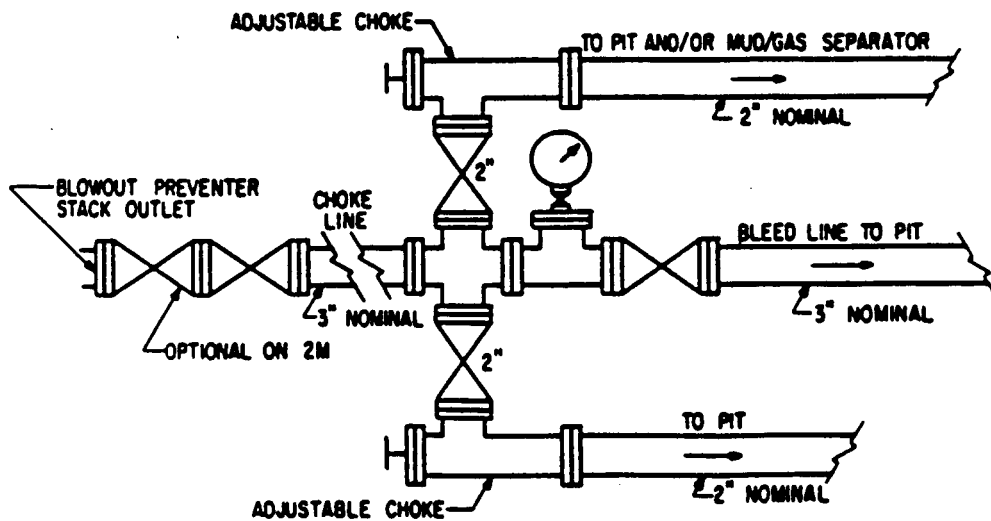 ADJUSTABLE CHOKE
TO PIT AND/OR MUD/GAS SEPARATOR
2" NOMINAL
2"
BLOWOUT PREVENTER
STACK OUTLET
CHOKE
LINE
BLEED LINE TO PIT
3" NOMINAL
3" NOMINAL
OPTIONAL ON 2M
2"
TO PIT
2" NOMINAL
ADJUSTABLE CHOKE